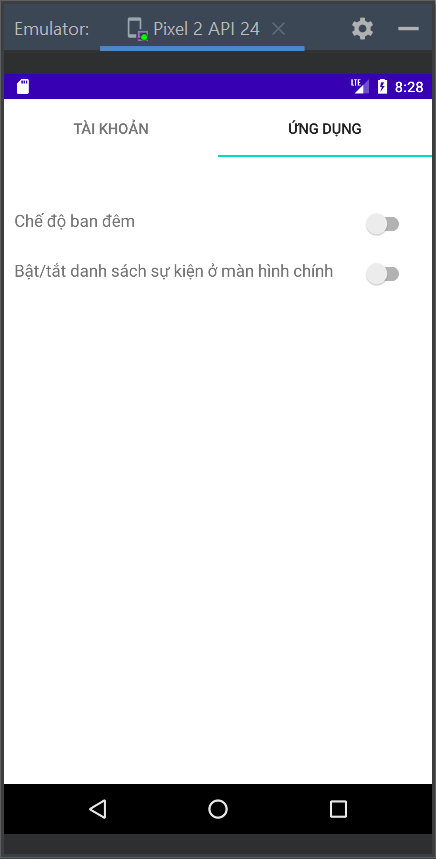 Emulator:
Pixel 2 API 24
LTE
8:28
TÀI KHOẢN
ỨNG DỤNG
Chế độ ban đêm
Bật/tắt danh sách sự kiện ở màn hình chính